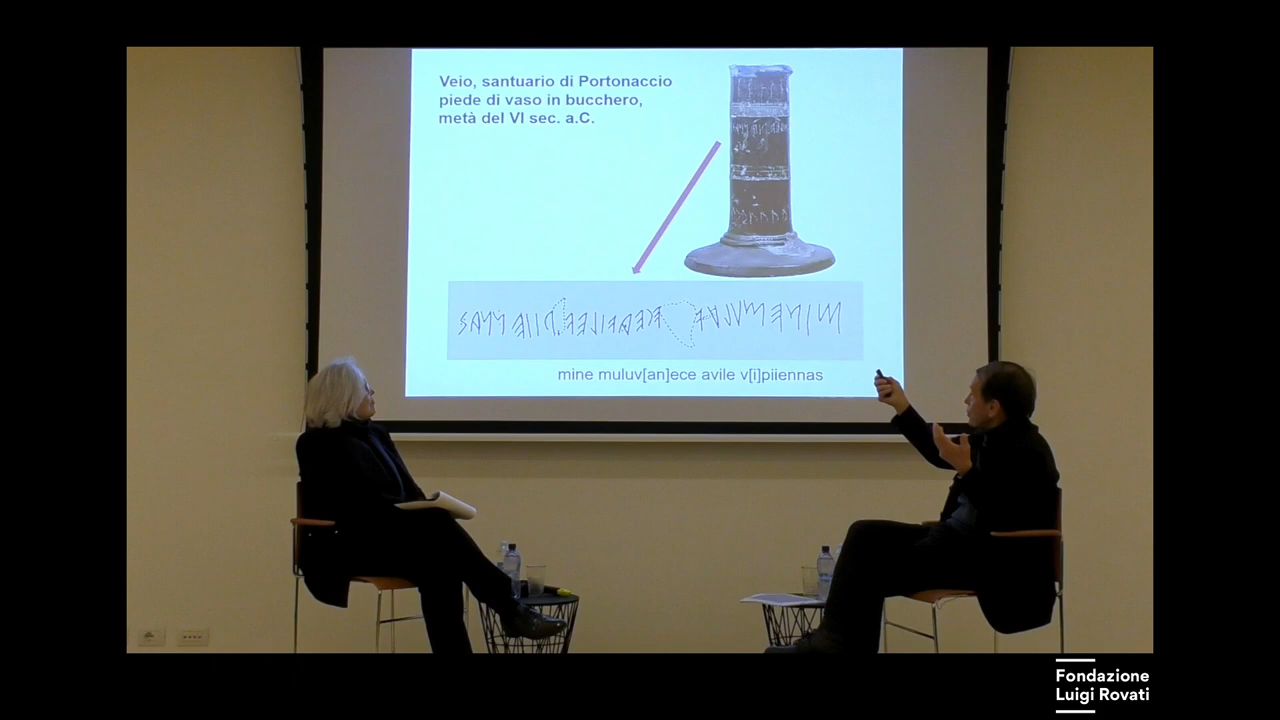 Veio, santuario di Portonaccio
piede di vaso in bucchero,
metà del VI sec. a.C.
mine muluv[an]ece avile v[i]piiennas
Fondazione
Luigi Rovati